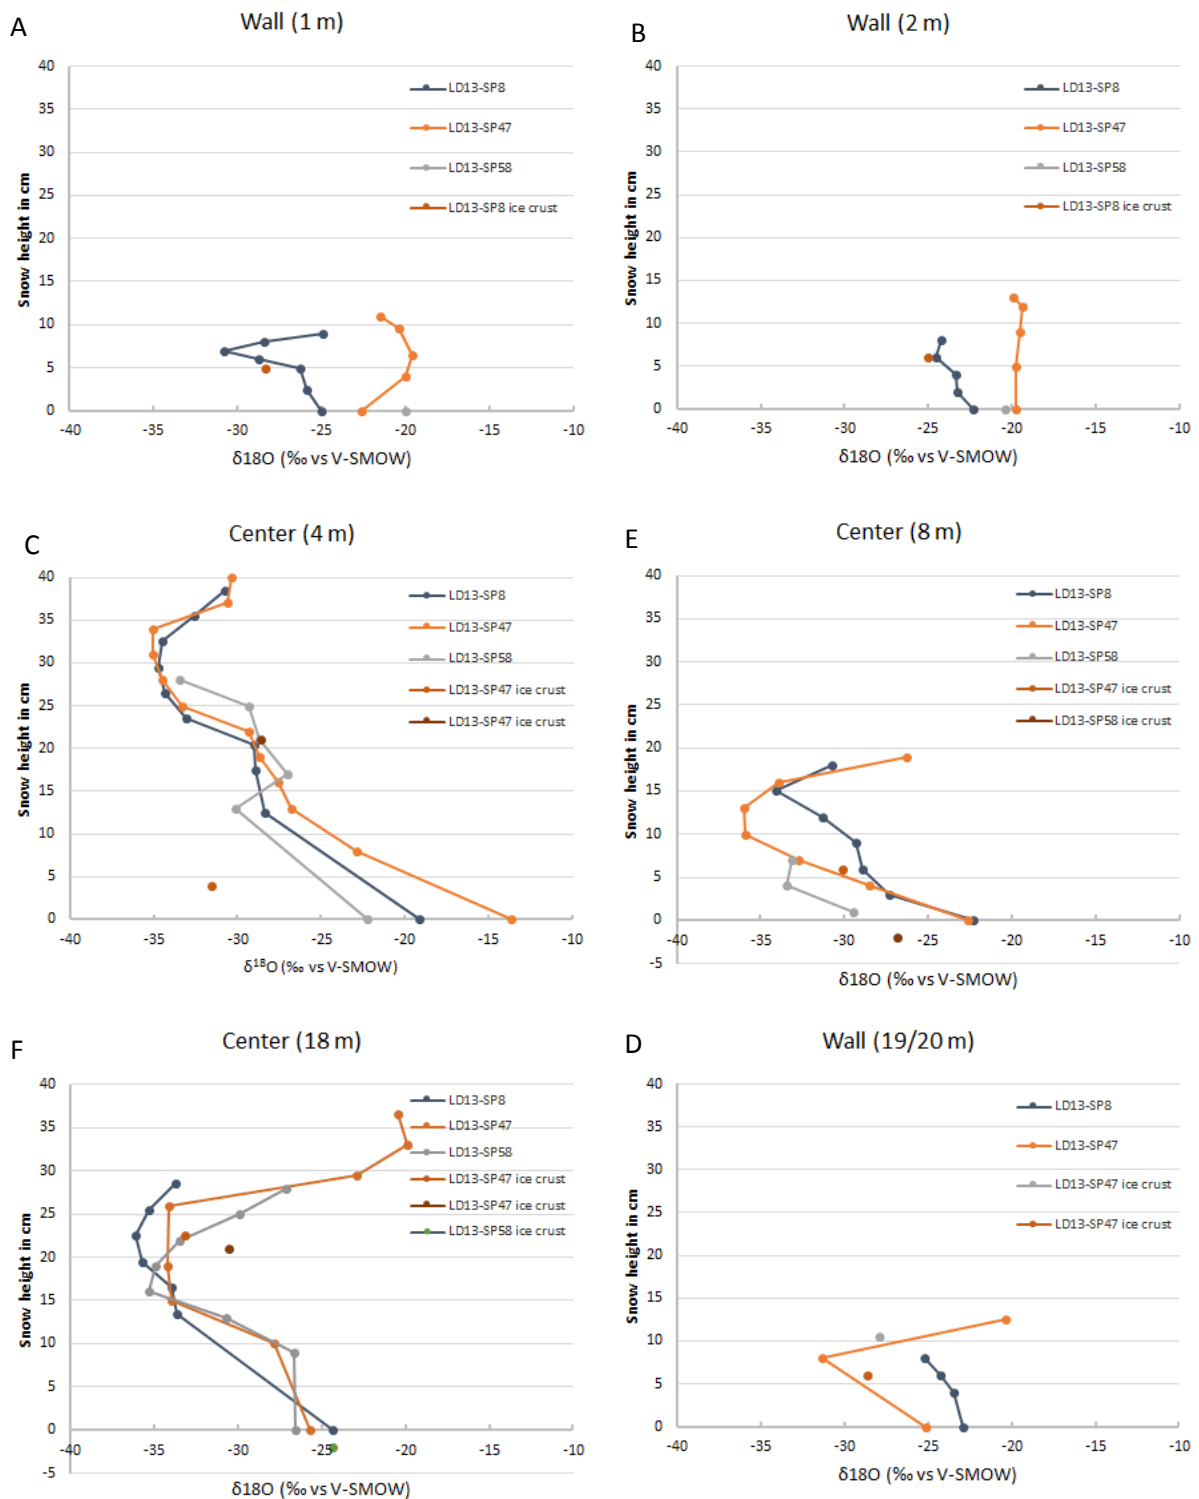 A
Wall (1 m)
40
35
30
25
20
15
10
5
0
Snow height in cm
LD13-SP8
LD13-SP47
LD13-SP58
LD13-SP8 ice crust
-40 -35 -30 -25 -20 -15 -10
δ18O (‰ vs V-SMOW)
B
Wall (2 m)
40
35
30
25
20
15
10
5
0
Snow height in cm
LD13-SP8
LD13-SP47
LD13-SP58
LD13-SP8 ice crust
-40 -35 -30 -25 -20 -15 -10
δ18O (‰ vs V-SMOW)
C
Center (4 m)
40
35
30
25
20
15
10
5
0
Snow height in cm
LD13-SP8
LD13-SP47
LD13-SP58
LD13-SP47 ice crust
LD13-SP47 ice crust
-40 -35 -30 -25 -20 -15 -10
δ¹⁸O (‰ vs V-SMOW)
E
Center (8 m)
40
35
30
25
20
15
10
5
0
-5
Snow height in cm
LD13-SP8
LD13-SP47
LD13-SP58
LD13-SP47 ice crust
LD13-SP58 ice crust
-40 -35 -30 -25 -20 -15 -10
δ18O (‰ vs V-SMOW)
F
Center (18 m)
40
35
30
25
20
15
10
5
0
-5
Snow height in cm
LD13-SP8
LD13-SP47
LD13-SP58
LD13-SP47 ice crust
LD13-SP47 ice crust
LD13-SP58 ice crust
-40 -35 -30 -25 -20 -15 -10
δ18O (‰ vs V-SMOW)
D
Wall (19/20 m)
40
35
30
25
20
15
10
5
0
Snow height in cm
LD13-SP8
LD13-SP47
LD13-SP47 ice crust
LD13-SP47 ice crust
-40 -35 -30 -25 -20 -15 -10
δ18O (‰ vs V-SMOW)